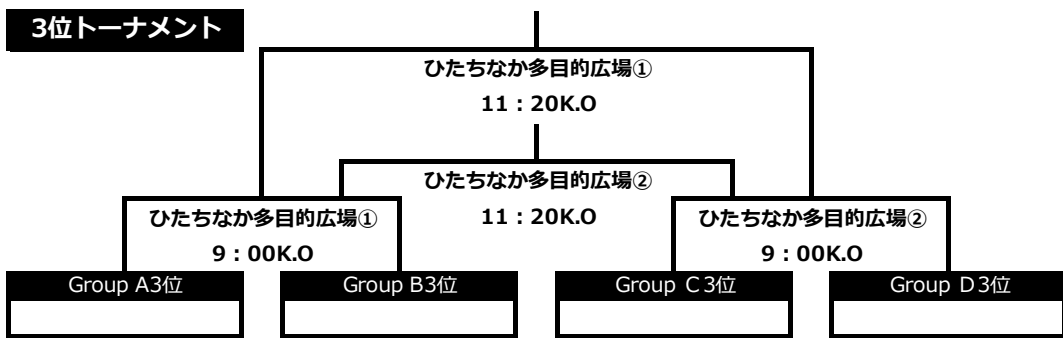 3位トーナメント
ひたちなか多目的広場①
11：20K.O
ひたちなか多目的広場②
11：20K.O
ひたちなか多目的広場①
9：00K.O
ひたちなか多目的広場②
9：00K.O
Group A3位
Group B3位
Group Ｃ3位
Group Ｄ3位